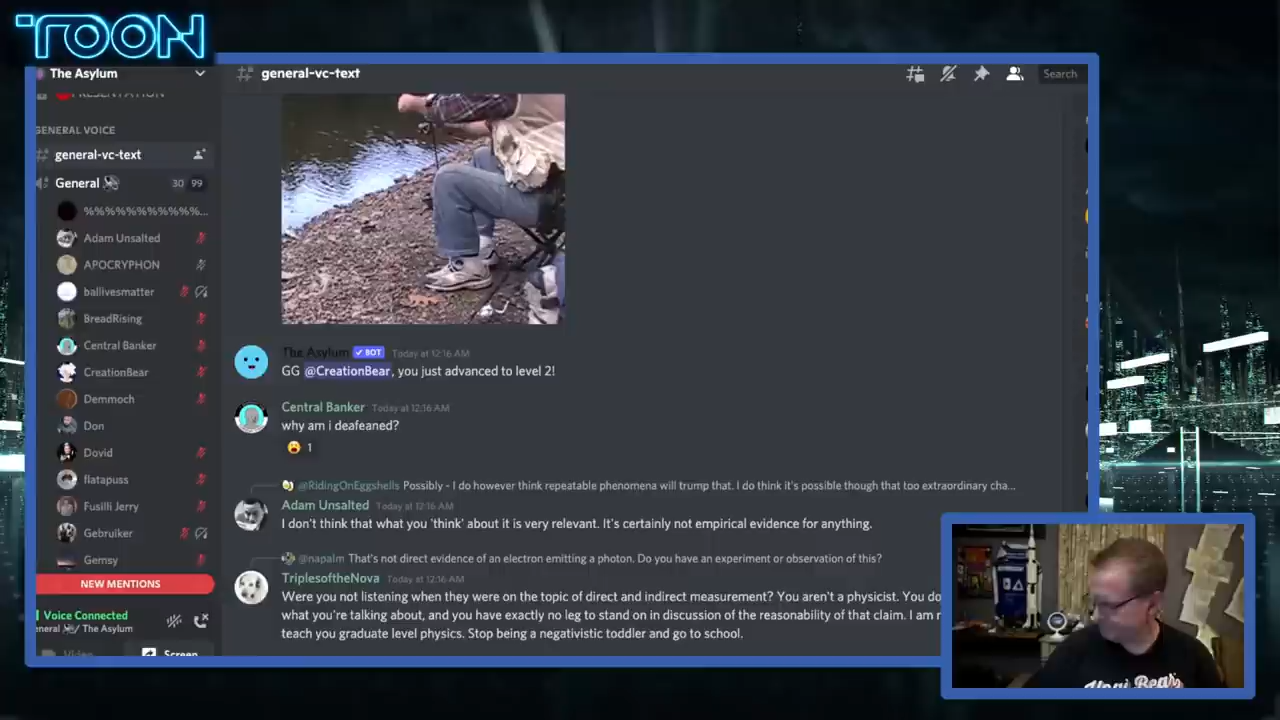 TOON
The Asylum
general-vc-text
Search
PRESENTATION
GENERAL VOICE
general-vc-text
General
30 99
%%%%%%%%%%%...
Adam Unsalted
APOCRYPHON
ballivesmatter
BreadRising
Central Banker
CreationBear
Demmoch
Don
Dovid
flatapuss
Fusilli Jerry
Gebruiker
Gemsy
NEW MENTIONS
Voice Connected
eneral / The Asylum
Video
Screen
The Asylum BOT Today at 12:16 AM
GG @CreationBear, you just advanced to level 2!
Central Banker Today at 12:16 AM
why am i deafeaned?
1
@RidingOnEggshells Possibly - I do however think repeatable phenomena will trump that. I do think it's possible though that too extraordinary cha...
Adam Unsalted Today at 12:16 AM
I don't think that what you 'think' about it is very relevant. It's certainly not empirical evidence for anything.
@napalm That's not direct evidence of an electron emitting a photon. Do you have an experiment or observation of this?
TriplesoftheNova Today at 12:16 AM
Were you not listening when they were on the topic of direct and indirect measurement? You aren't a physicist. You do
what you're talking about, and you have exactly no leg to stand on in discussion of the reasonability of that claim. I am
teach you graduate level physics. Stop being a negativistic toddler and go to school.